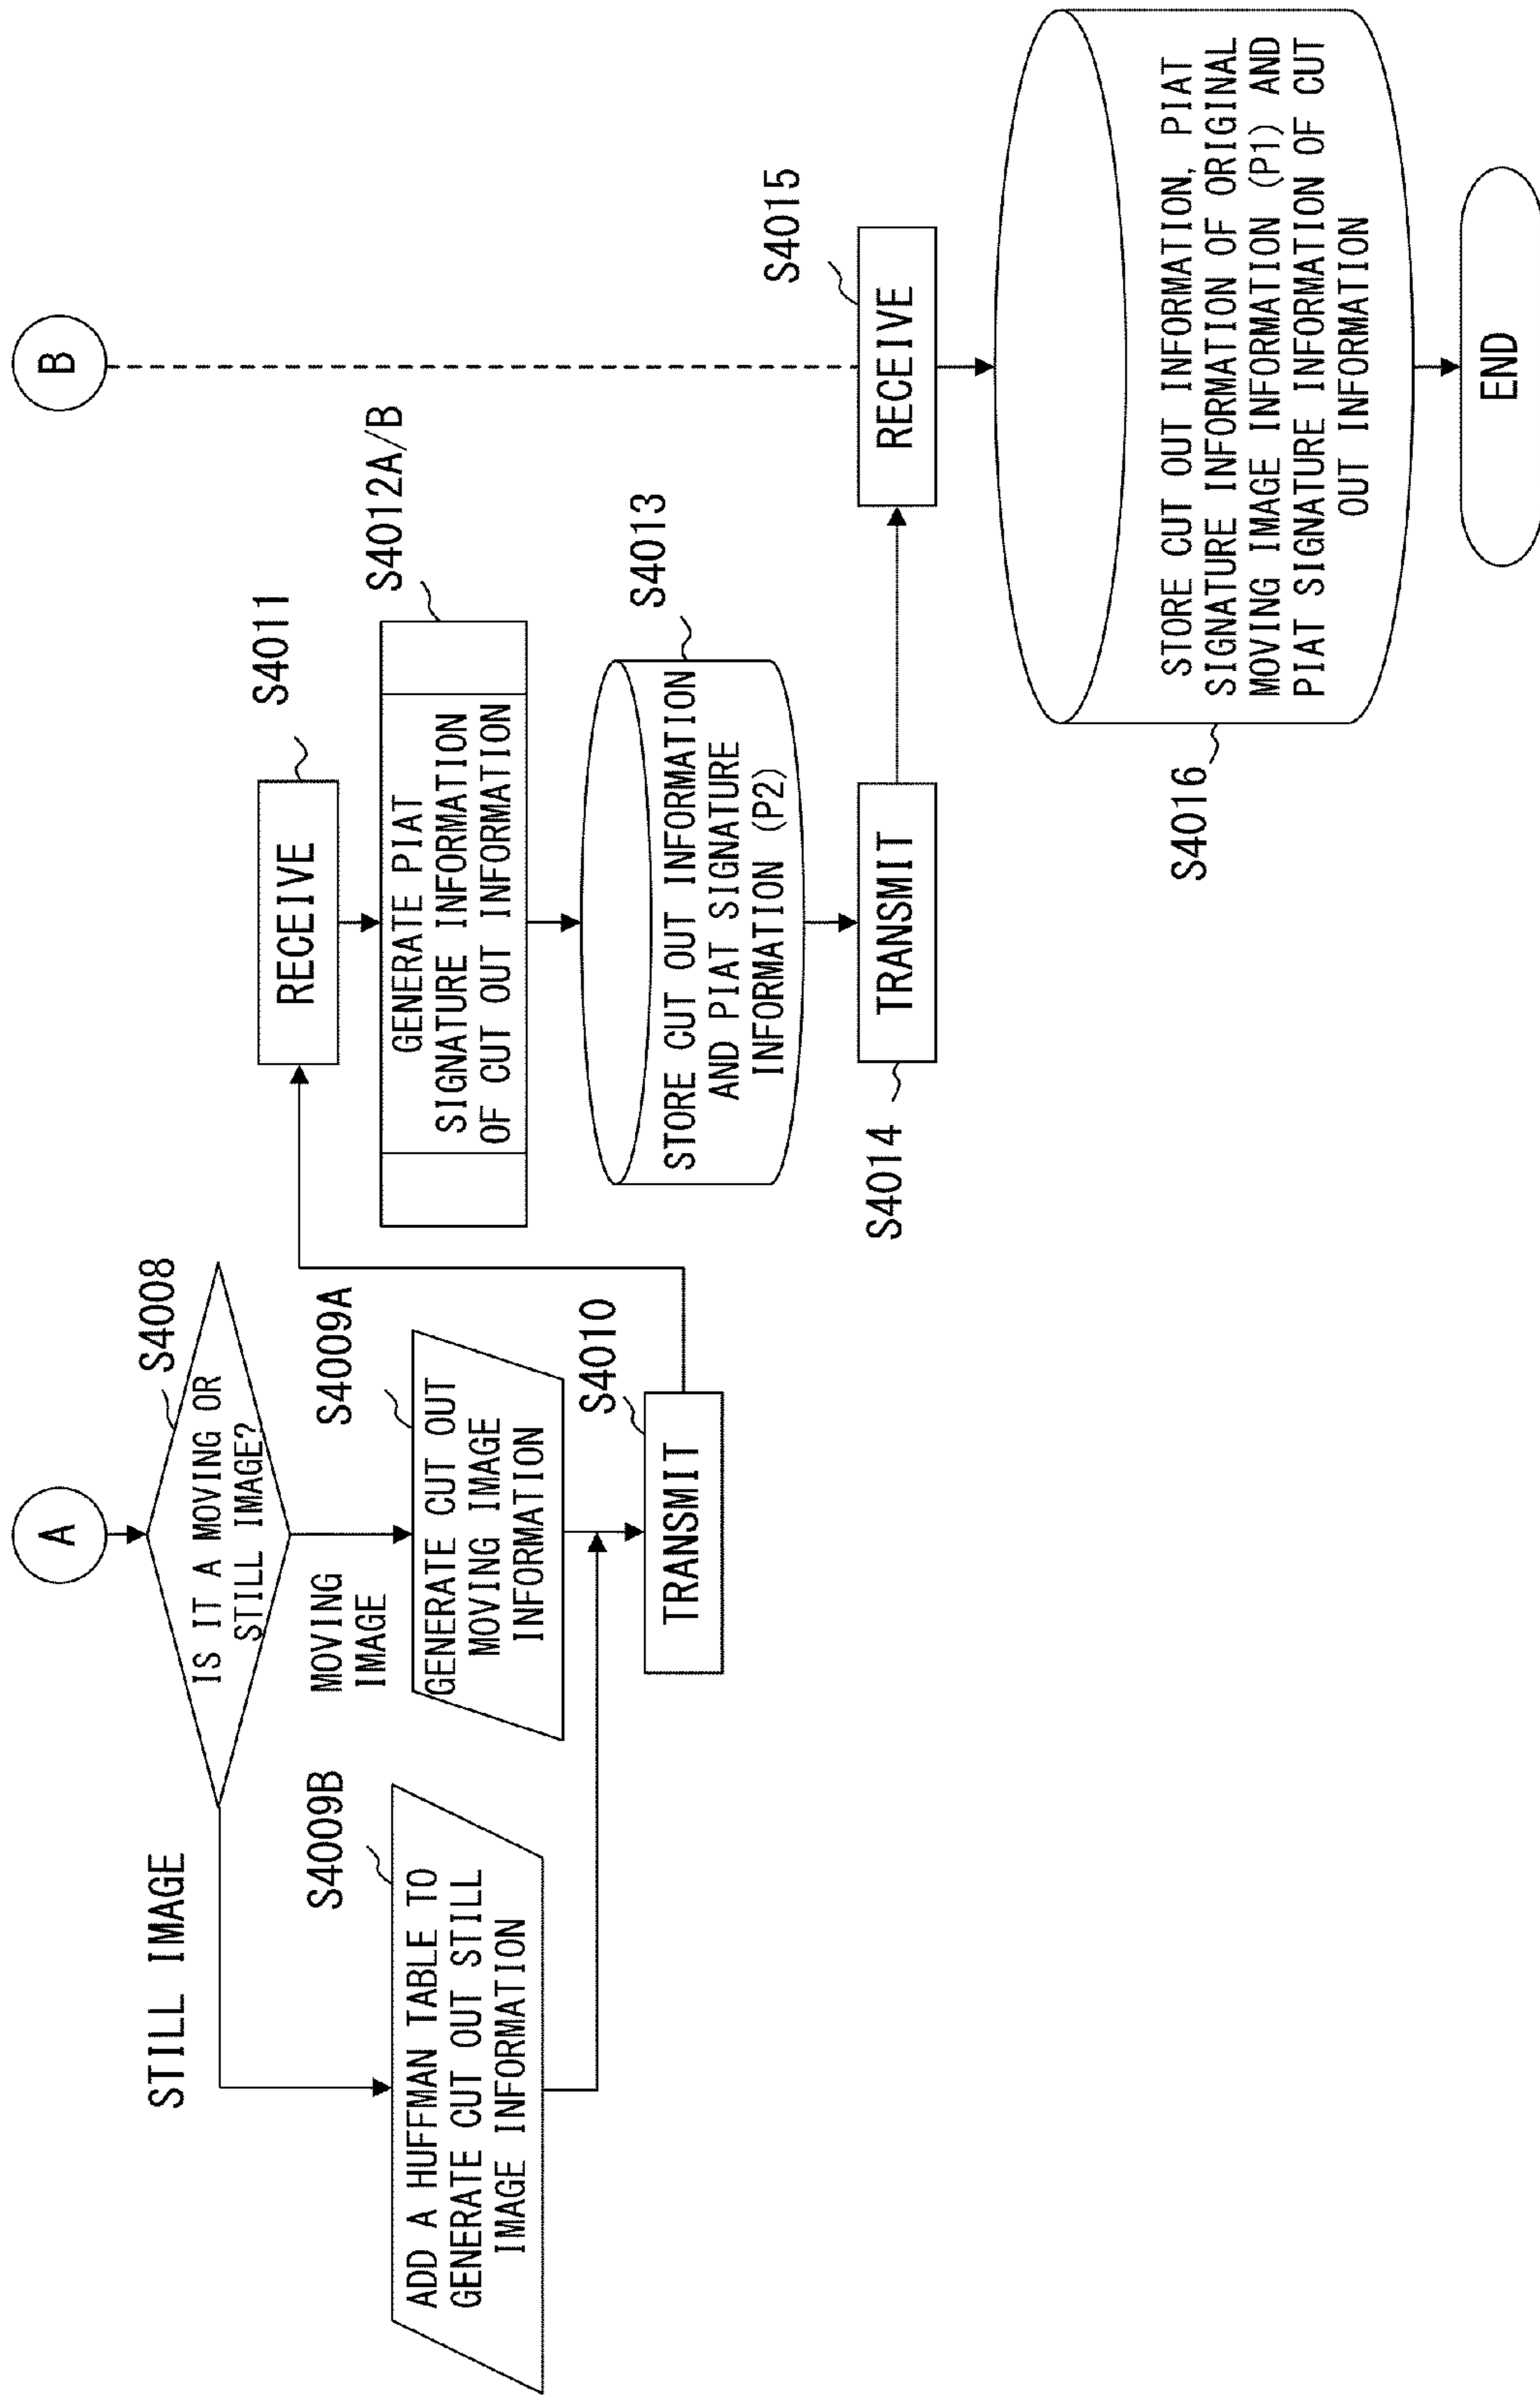 A
S4008
IS IT A MOVING OR
STILL IMAGE?
STILL IMAGE
MOVING
IMAGE
S4009B
ADD A HUFFMAN TABLE TO
GENERATE CUT OUT STILL
IMAGE INFORMATION
S4009A
GENERATE CUT OUT
MOVING IMAGE
INFORMATION
S4010
TRANSMIT
S4011
RECEIVE
S4012A/B
GENERATE PIAT
SIGNATURE INFORMATION
OF CUT OUT INFORMATION
S4013
STORE CUT OUT INFORMATION
AND PIAT SIGNATURE
INFORMATION (P2)
S4014
TRANSMIT
B
S4015
RECEIVE
S4016
STORE CUT OUT INFORMATION, PIAT
SIGNATURE INFORMATION OF ORIGINAL
MOVING IMAGE INFORMATION (P1) AND
PIAT SIGNATURE INFORMATION OF CUT
OUT INFORMATION
END